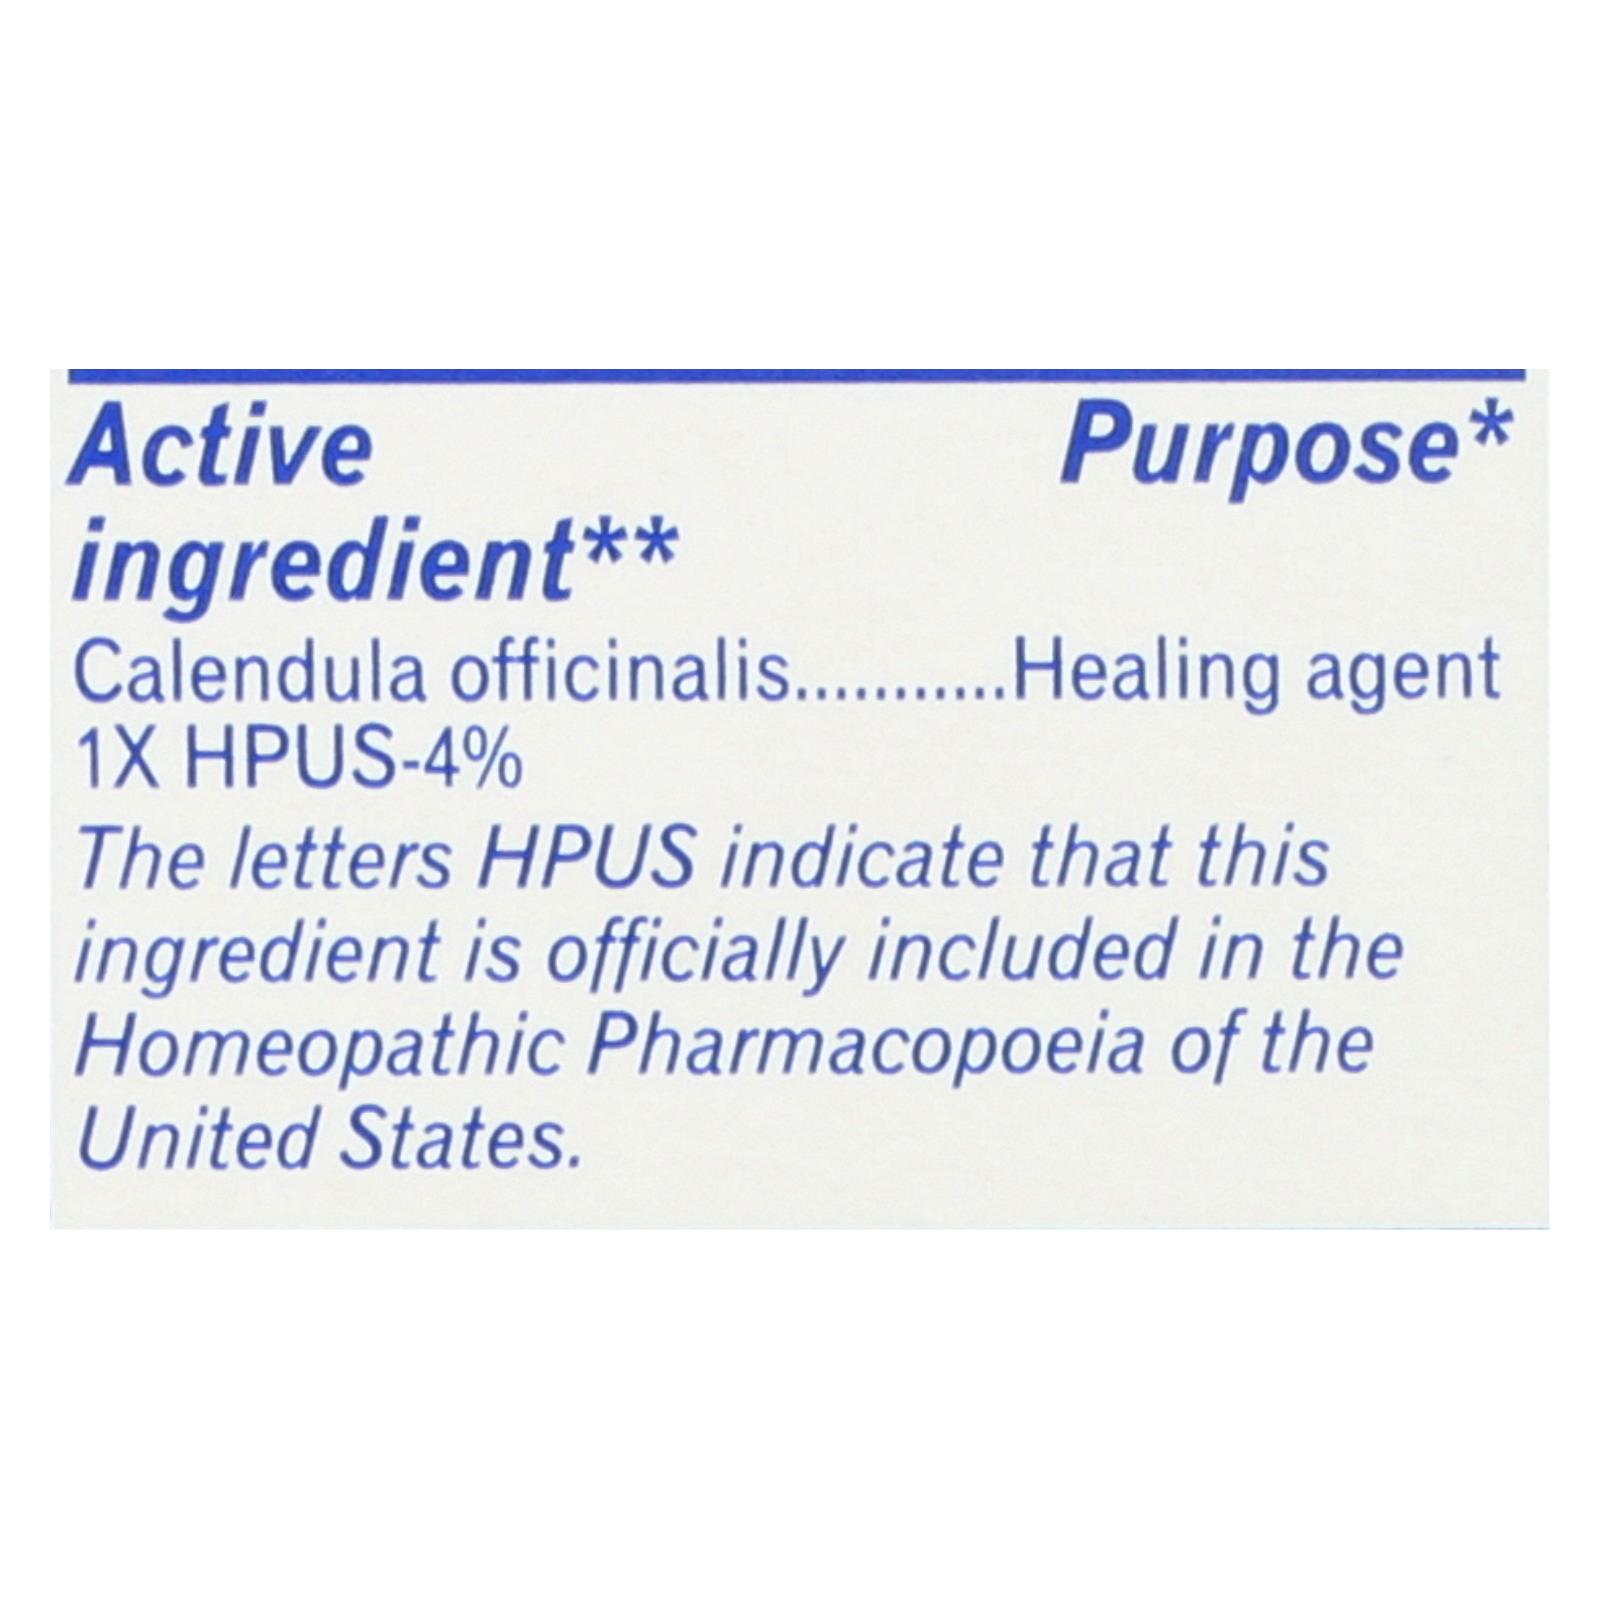 Active Purpose*
ingredient**
Calendula officinalis...........Healing agent
1X HPUS-4%
The letters HPUS indicate that this
ingredient is officially included in the
Homeopathic Pharmacopoeia of the
United States.